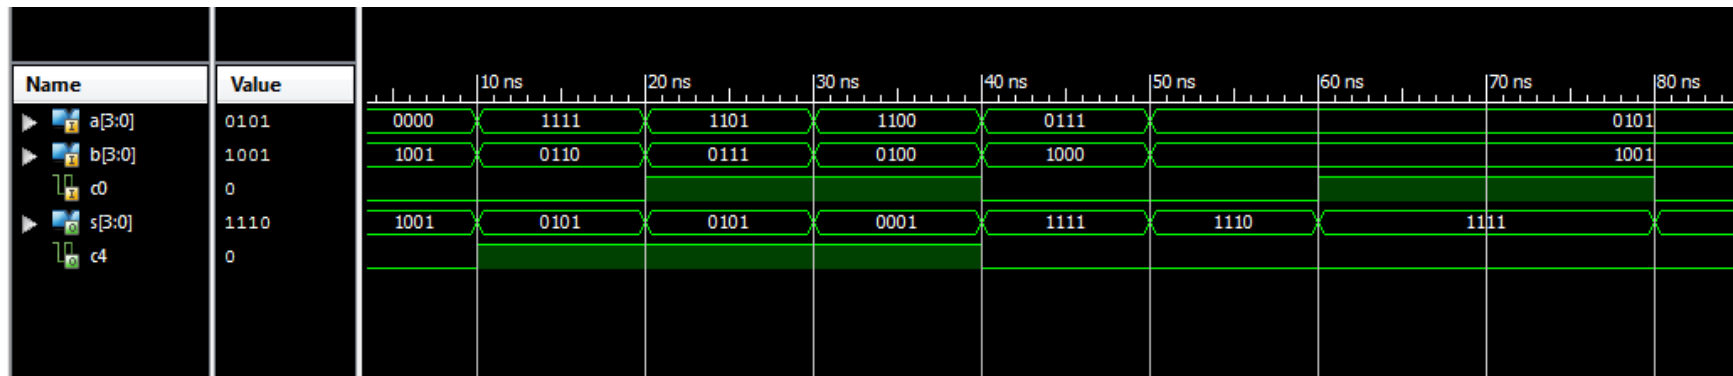 Name Value 10 ns 20 ns 30 ns 40 ns 50 ns 60 ns 70 ns 80 ns
a[3:0] 0101 0000 1111 1101 1100 0111 0101
b[3:0] 1001 1001 0110 0111 0100 1000 1001
c0 0
s[3:0] 1110 1001 0101 0101 0001 1111 1110 1111
c4 0